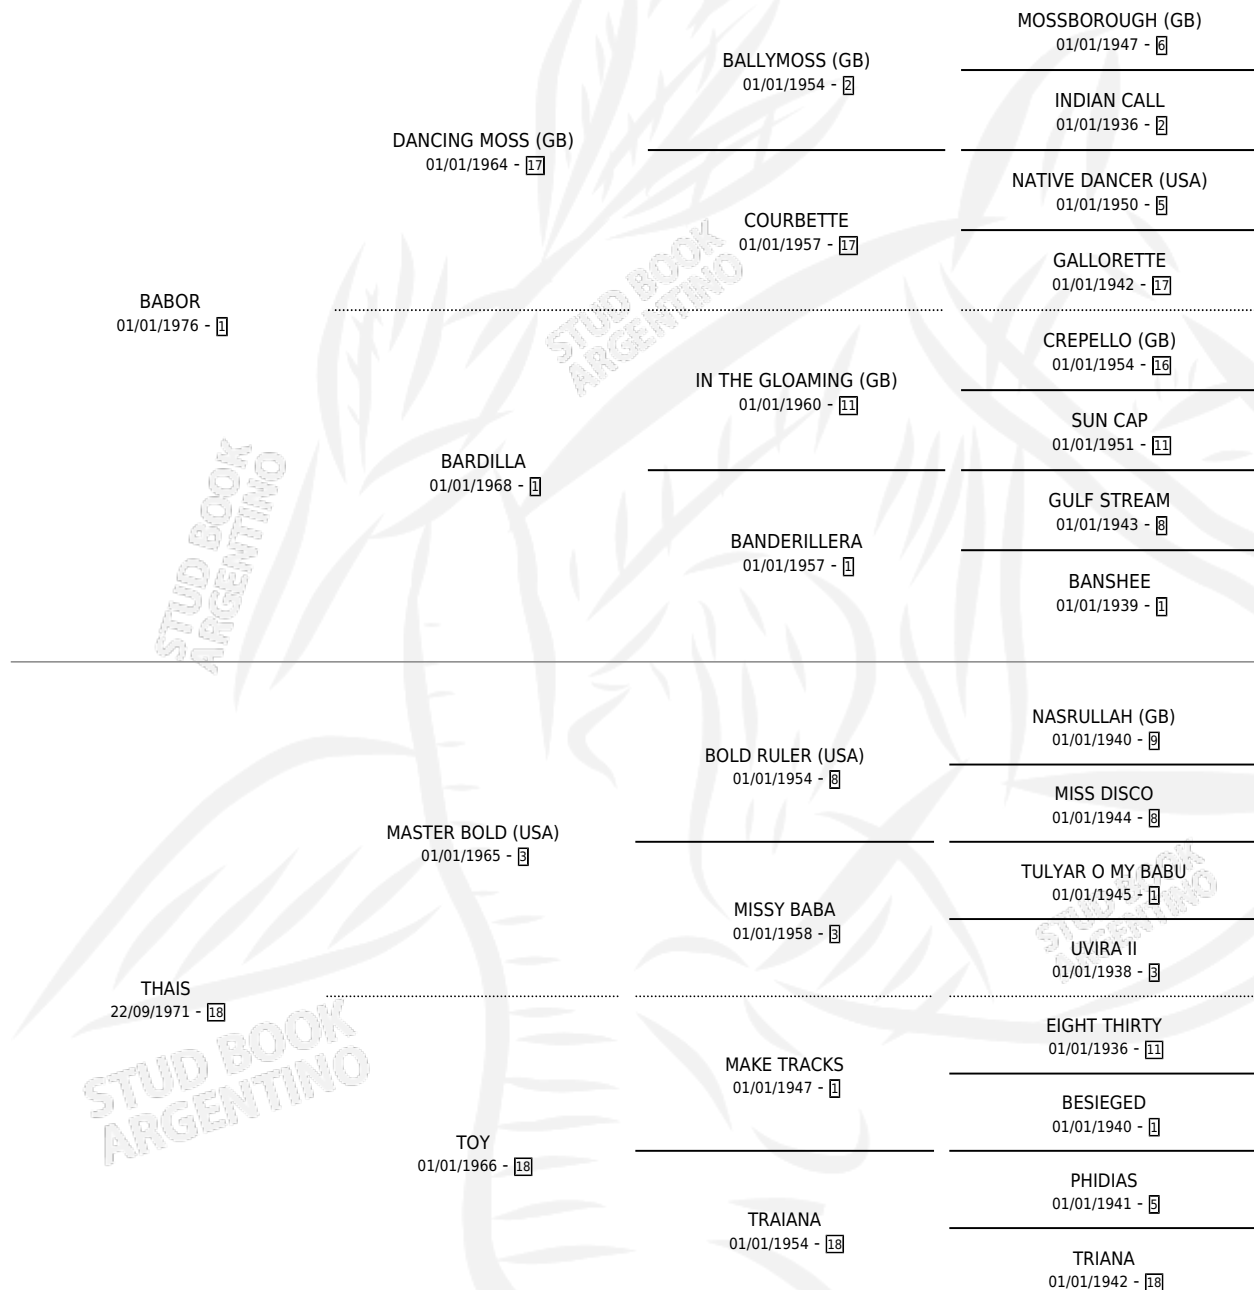 MOSSBOROUGH (GB)
01/01/1947 - 6
BALLYMOSS (GB)
01/01/1954 - 2
INDIAN CALL
01/01/1936 - 2
DANCING MOSS (GB)
01/01/1964 - 17
NATIVE DANCER (USA)
01/01/1950 - 5
COURBETTE
01/01/1957 - 17
GALLORETTE
01/01/1942 - 17
BABOR
01/01/1976 - 1
STUD BOOK
ARGENTINO
CREPELLO (GB)
01/01/1954 - 16
IN THE GLOAMING (GB)
01/01/1960 - 11
SUN CAP
01/01/1951 - 11
BARDILLA
01/01/1968 - 1
GULF STREAM
01/01/1943 - 8
BANDERILLERA
01/01/1957 - 1
BANSHEE
01/01/1939 - 1
STUD BOOK
ARGENTINO
NASRULLAH (GB)
01/01/1940 - 9
BOLD RULER (USA)
01/01/1954 - 8
MISS DISCO
01/01/1944 - 8
MASTER BOLD (USA)
01/01/1965 - 3
TULYAR O MY BABU
01/01/1945 - 1
MISSY BABA
01/01/1958 - 3
UVIRA II
01/01/1938 - 3
STUD BOOK
ARGENTINO
THAIS
22/09/1971 - 18
EIGHT THIRTY
01/01/1936 - 11
MAKE TRACKS
01/01/1947 - 1
BESIEGED
01/01/1940 - 1
STUD BOOK
ARGENTINO
TOY
01/01/1966 - 18
PHIDIAS
01/01/1941 - 5
TRAIANA
01/01/1954 - 18
TRIANA
01/01/1942 - 18